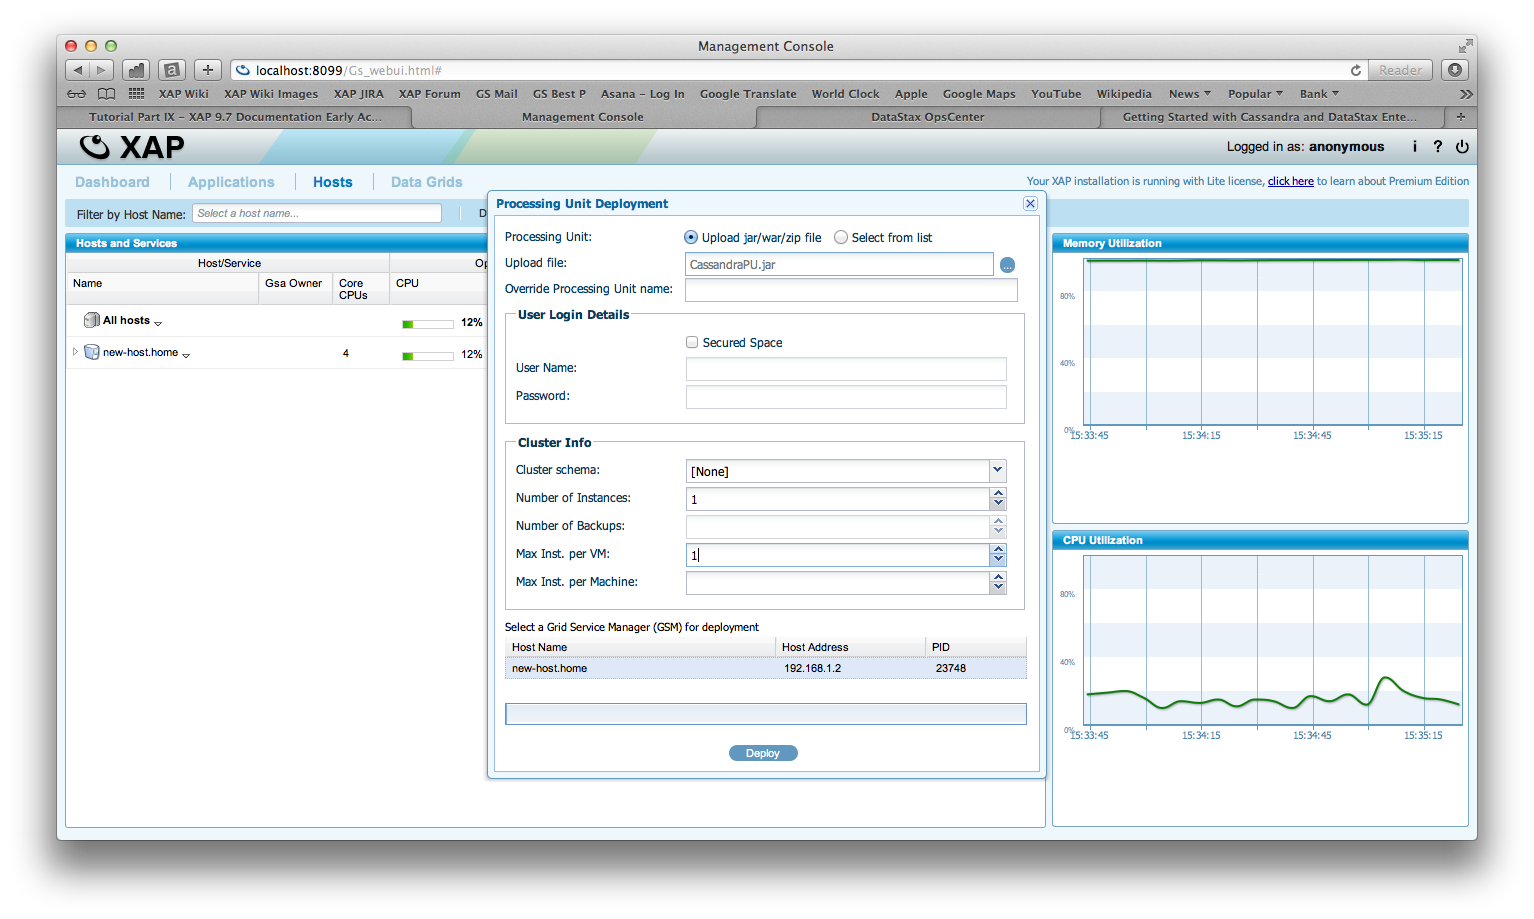 Management Console
localhost:8099/Gs_webui.html#
Reader
XAP Wiki XAP Wiki Images XAP JIRA XAP Forum GS Mail GS Best P Asana – Log In Google Translate World Clock Apple Google Maps YouTube Wikipedia News Popular Bank
Tutorial Part IX – XAP 9.7 Documentation Early Ac... Management Console DataStax OpsCenter Getting Started with Cassandra and DataStax Ente...
XAP
Logged in as: anonymous i ?
Dashboard Applications Hosts Data Grids
Your XAP installation is running with Lite license, click here to learn about Premium Edition
Filter by Host Name: Select a host name... D
Hosts and Services
Host/Service Op
Name Gsa Owner Core CPUs CPU
All hosts 12%
new-host.home 4 12%
Processing Unit Deployment
Processing Unit: Upload jar/war/zip file Select from list
Upload file: CassandraPU.jar ...
Override Processing Unit name:
User Login Details
Secured Space
User Name:
Password:
Cluster Info
Cluster schema: [None]
Number of Instances: 1
Number of Backups:
Max Inst. per VM: 1
Max Inst. per Machine:
Select a Grid Service Manager (GSM) for deployment
Host Name Host Address PID
new-host.home 192.168.1.2 23748
Deploy
Memory Utilization
80%
40%
0%
15:33:45 15:34:15 15:34:45 15:35:15
CPU Utilization
80%
40%
0%
15:33:45 15:34:15 15:34:45 15:35:15